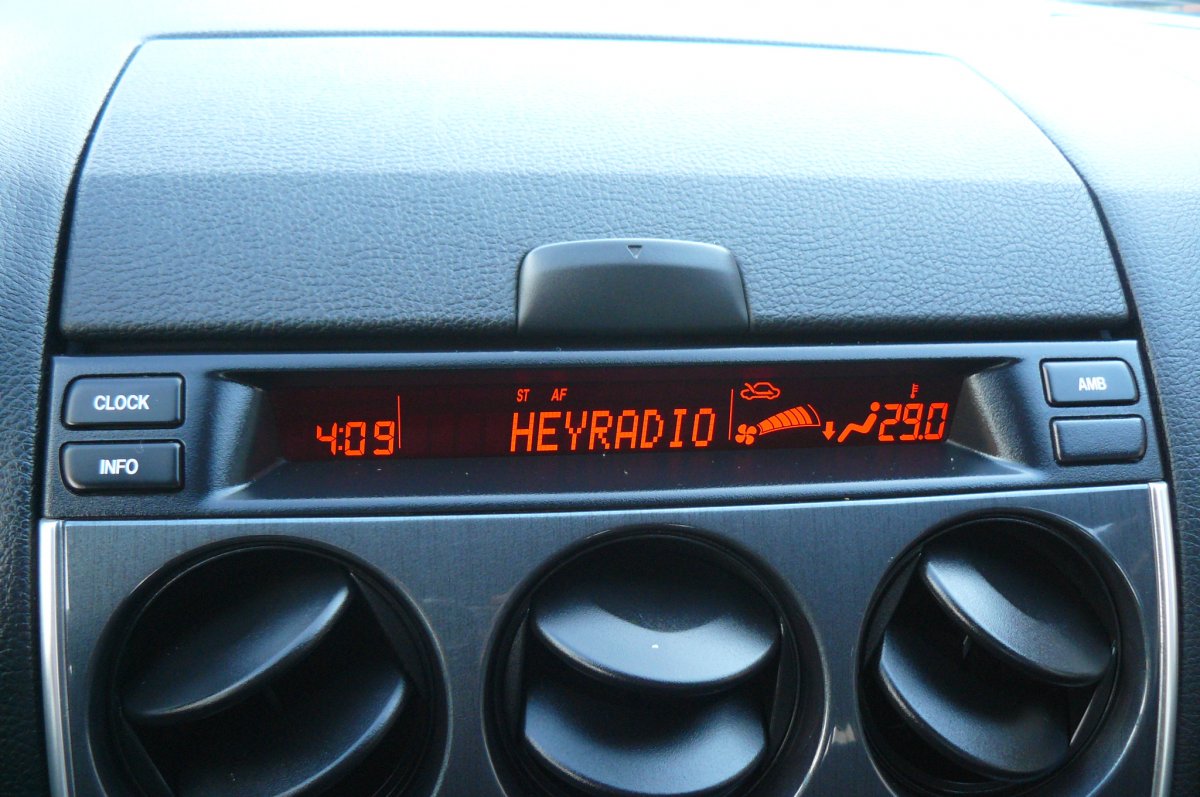 CLOCK
INFO
ST AF
4:09 HEYRADIO 29.0
AMB